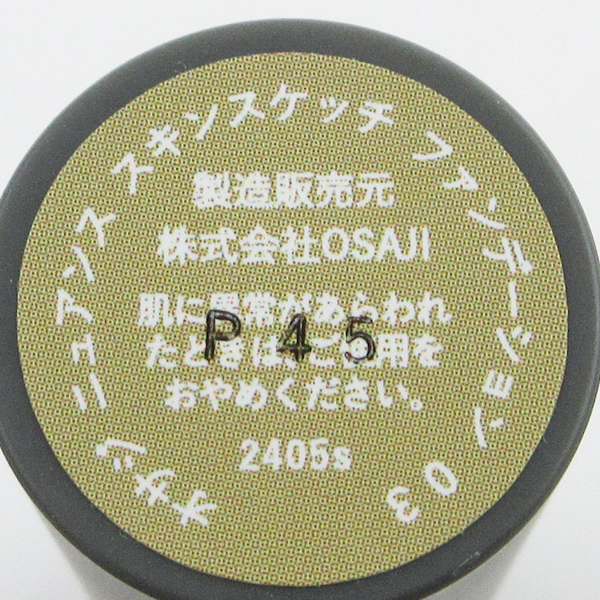 オサジ ニュアンス スキンスケッチ ファンデーション 03
製造販売元
株式会社OSAJI
肌に異常があらわれ
たときは、ご使用を
おやめください。
P45
2405s